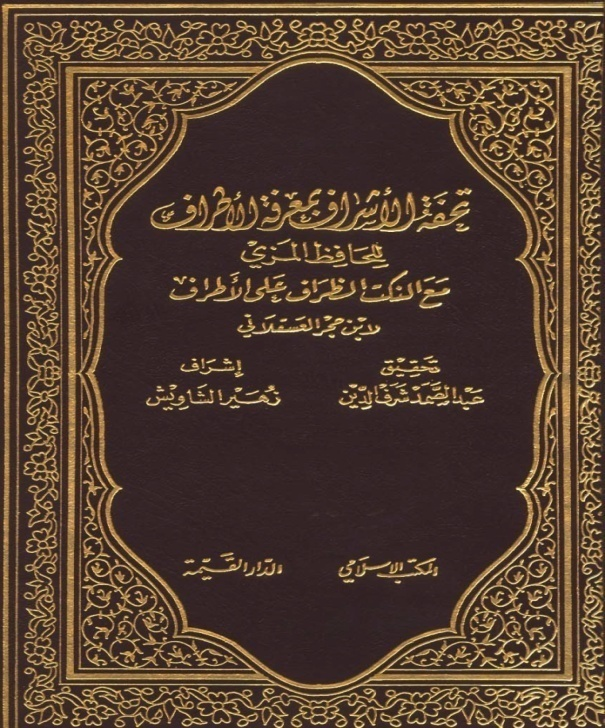 تحفة الأشراف بمعرفة الأطراف
للحافظ المزي
مع النكت الظراف على الأطراف
لابن حجر العسقلاني
تحقيق
عبد الصمد شرف الدين
إشراف
زهير الشاويش
المكتب الإسلامي
الدار القيمة